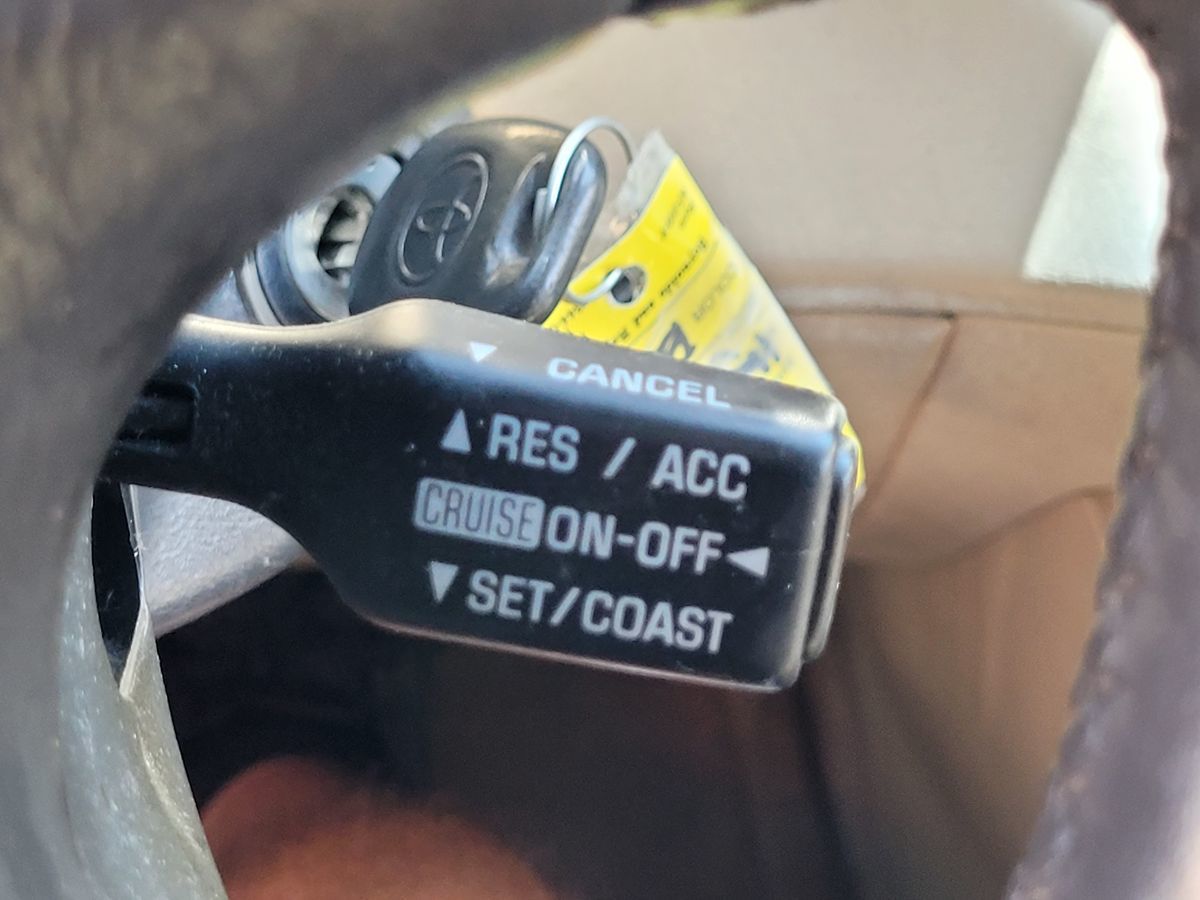 ▼ CANCEL
▲ RES / ACC
CRUISE ON-OFF ◀
▼ SET/COAST